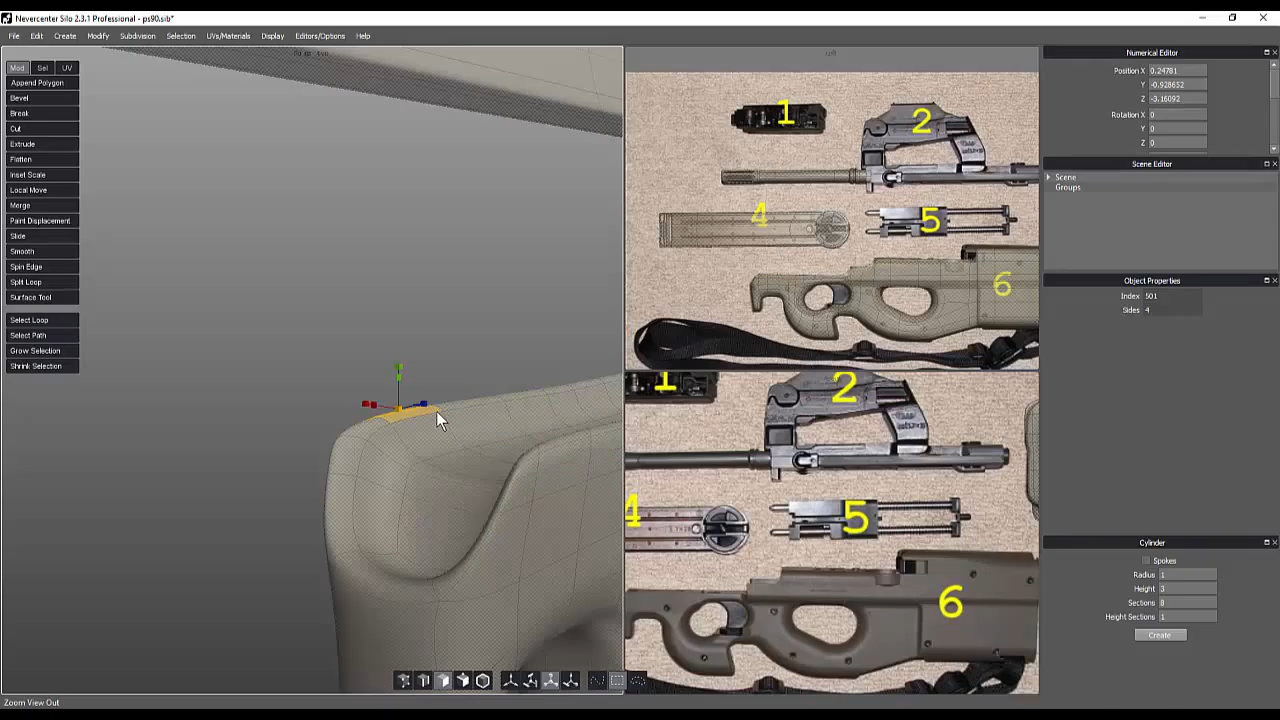 Nevercenter Silo 2.3.1 Professional - ps90.sib*
File Edit Create Modify Subdivision Selection UVs/Materials Display Editors/Options Help
Mod Sel UV
Append Polygon
Bevel
Break
Cut
Extrude
Flatten
Inset Scale
Local Move
Merge
Paint Displacement
Slide
Smooth
Spin Edge
Split Loop
Surface Tool
Select Loop
Select Path
Grow Selection
Shrink Selection
1
2
4
5
6
1
2
4
5
6
Numerical Editor
Position X 0.24781
Y -0.928652
Z -3.16092
Rotation X 0
Y 0
Z 0
Scene Editor
Scene
Groups
Object Properties
Index 501
Sides 4
Cylinder
Spokes
Radius 1
Height 3
Sections 8
Height Sections 1
Create
Zoom View Out